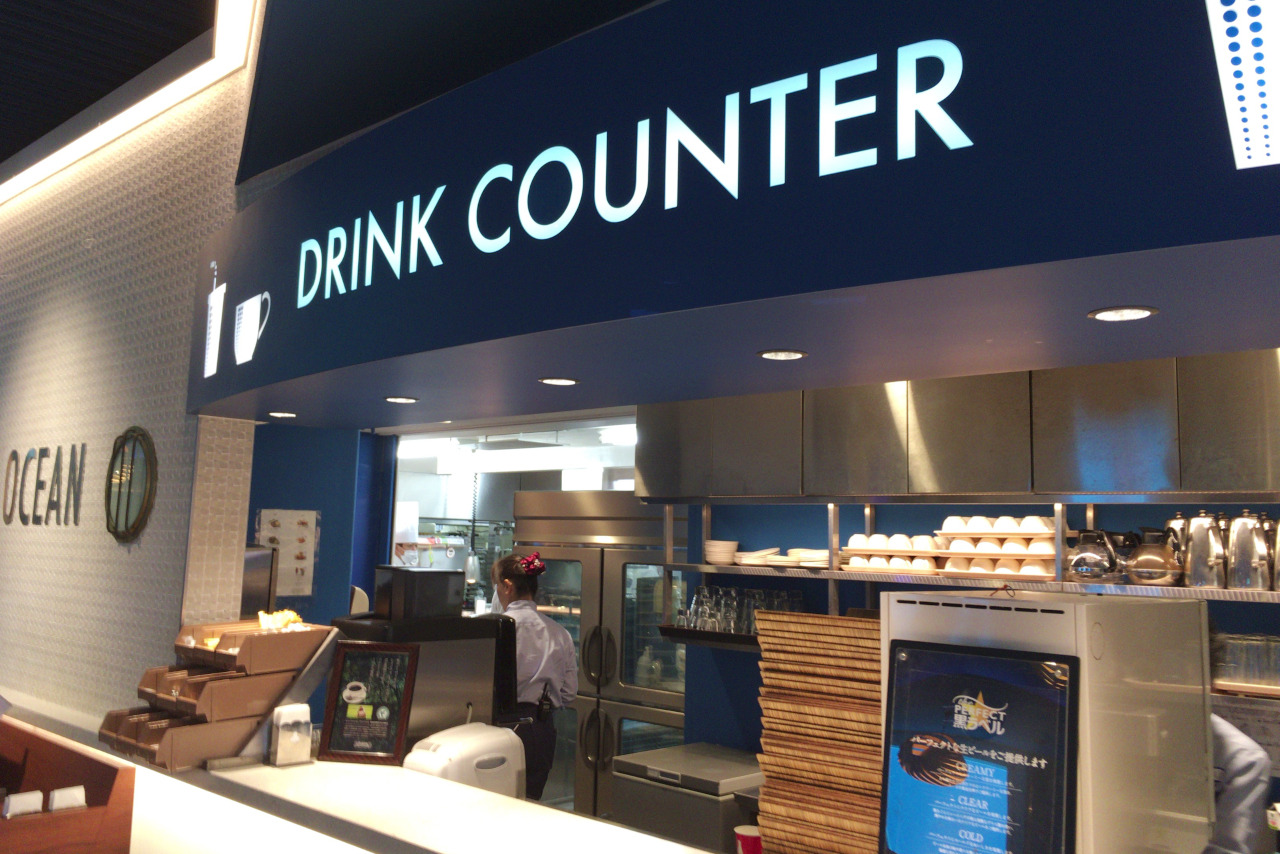 DRINK COUNTER
OCEAN
PERFECT
黒ラベル
パーフェクトな生ビールをご提供します
CREAMY
CLEAR
COLD